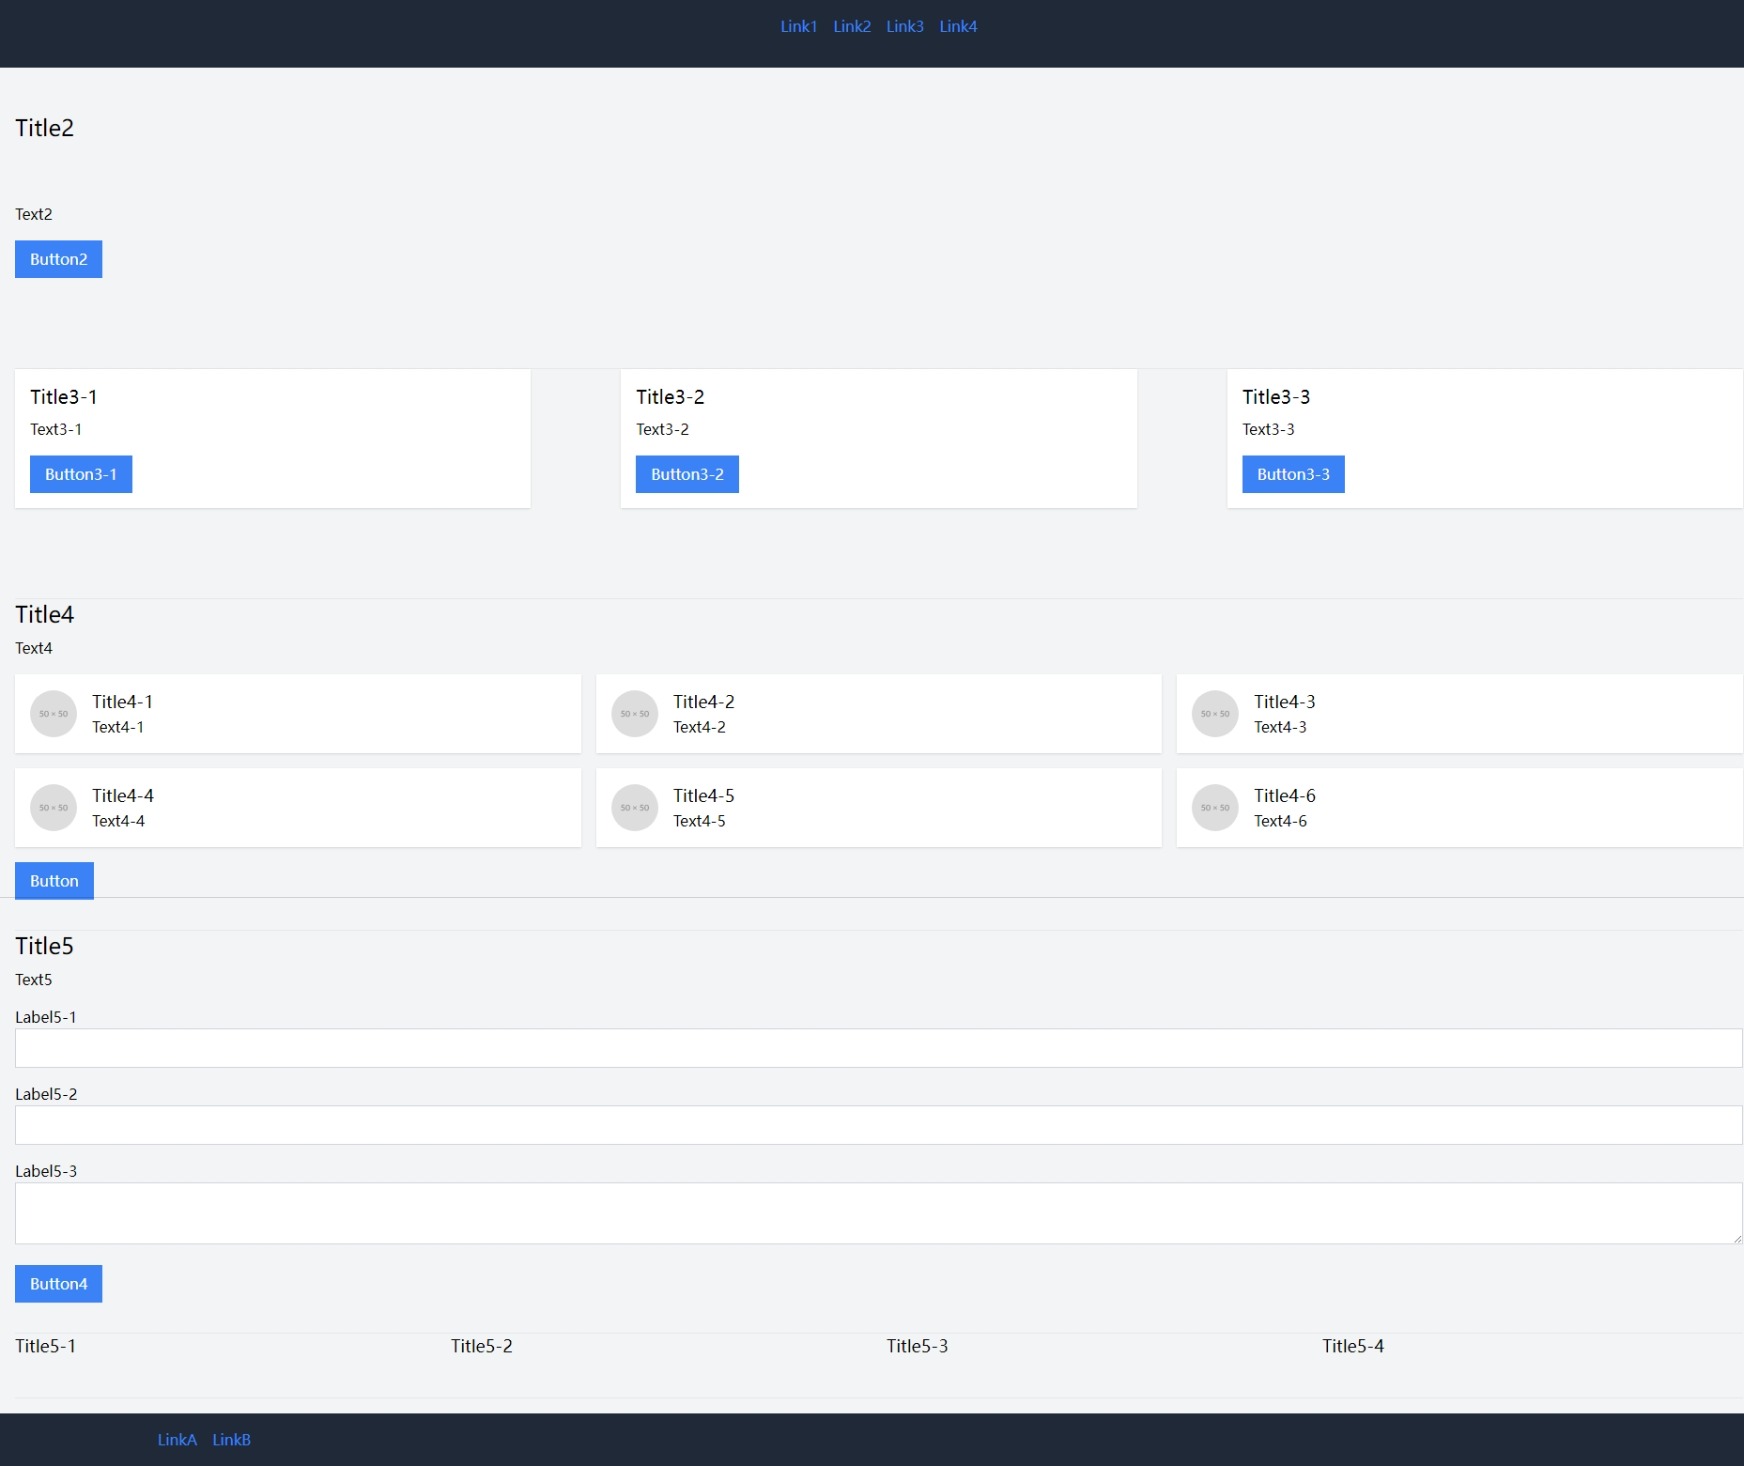 Link1 Link2 Link3 Link4
Title2
Text2
Button2
Title3-1
Text3-1
Button3-1
Title3-2
Text3-2
Button3-2
Title3-3
Text3-3
Button3-3
Title4
Text4
50 × 50
Title4-1
Text4-1
50 × 50
Title4-2
Text4-2
50 × 50
Title4-3
Text4-3
50 × 50
Title4-4
Text4-4
50 × 50
Title4-5
Text4-5
50 × 50
Title4-6
Text4-6
Button
Title5
Text5
Label5-1
Label5-2
Label5-3
Button4
Title5-1
Title5-2
Title5-3
Title5-4
LinkA LinkB